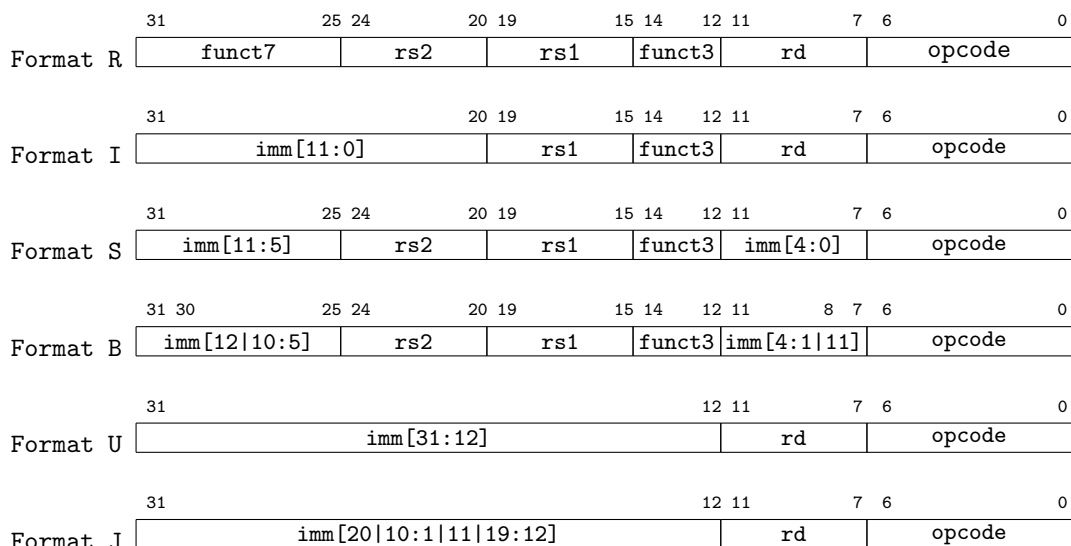 31 25 24 20 19 15 14 12 11 7 6 0
Format R funct7 rs2 rs1 funct3 rd opcode
31 20 19 15 14 12 11 7 6 0
Format I imm[11:0] rs1 funct3 rd opcode
31 25 24 20 19 15 14 12 11 7 6 0
Format S imm[11:5] rs2 rs1 funct3 imm[4:0] opcode
31 30 25 24 20 19 15 14 12 11 8 7 6 0
Format B imm[12|10:5] rs2 rs1 funct3 imm[4:1|11] opcode
31 12 11 7 6 0
Format U imm[31:12] rd opcode
31 12 11 7 6 0
Format J imm[20|10:1|11|19:12] rd opcode